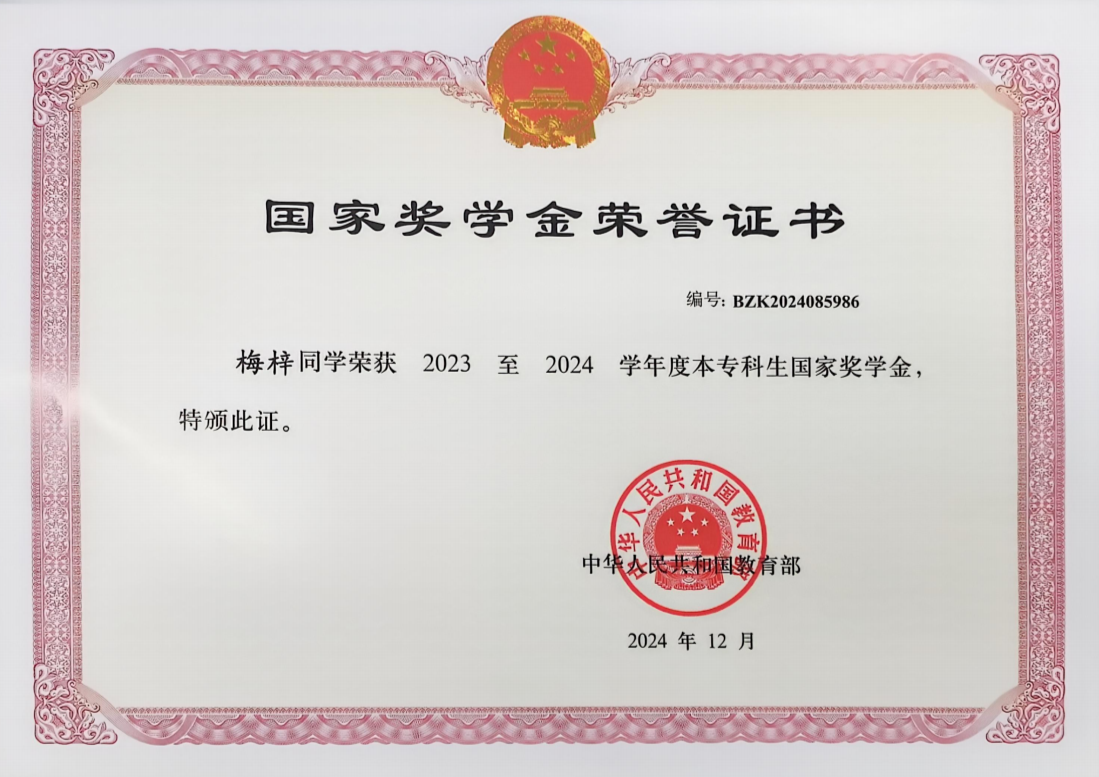 国家奖学金荣誉证书
编号: BZK2024085986
梅梓同学荣获 2023 至 2024 学年度本专科生国家奖学金，
特颁此证。
中华人民共和国教育部
中华人民共和国教育部
2024 年 12 月